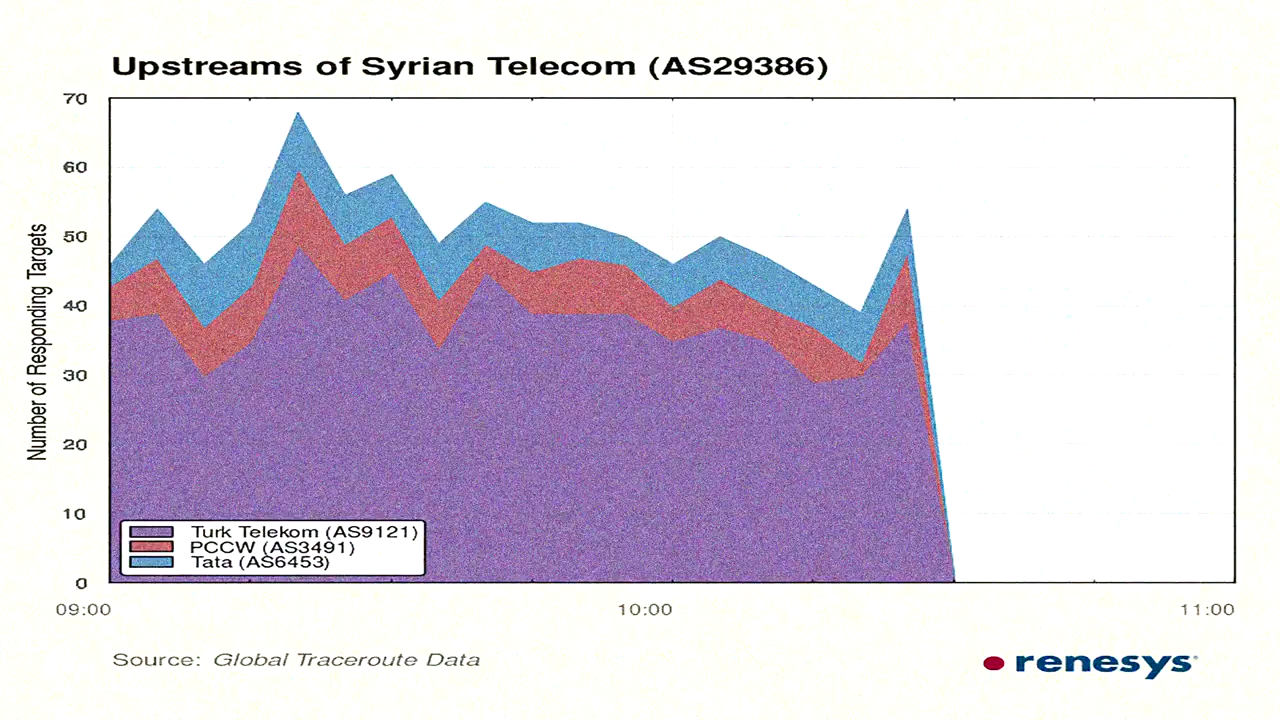 Upstreams of Syrian Telecom (AS29386)
70
60
50
40
30
20
10
0
Number of Responding Targets
Turk Telekom (AS9121)
PCCW (AS3491)
Tata (AS6453)
09:00 10:00 11:00
Source: Global Traceroute Data
renesys